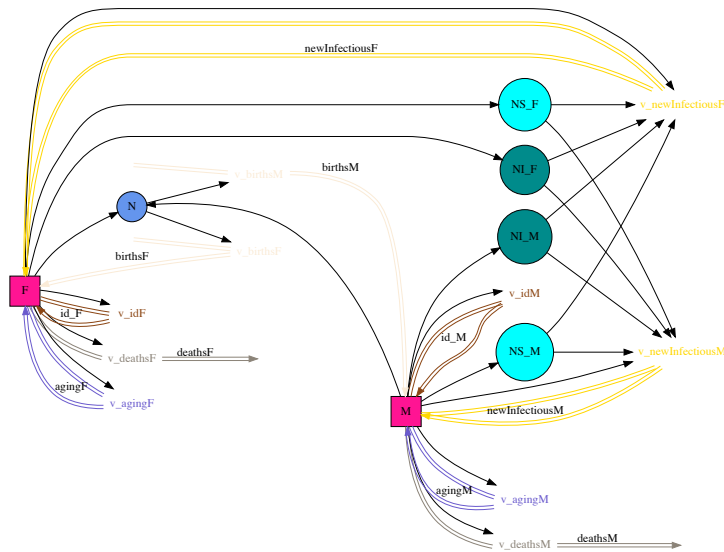 newInfectiousF
NS_F
v_newInfectiousF
NI_F
birthsM
v_birthsM
N
NI_M
v_birthsF
birthsF
F
v_idM
id_F
v_idF
id_M
NS_M
v_newInfectiousM
deathsF
v_deathsF
agingF
v_agingF
M
newInfectiousM
agingM
v_agingM
deathsM
v_deathsM